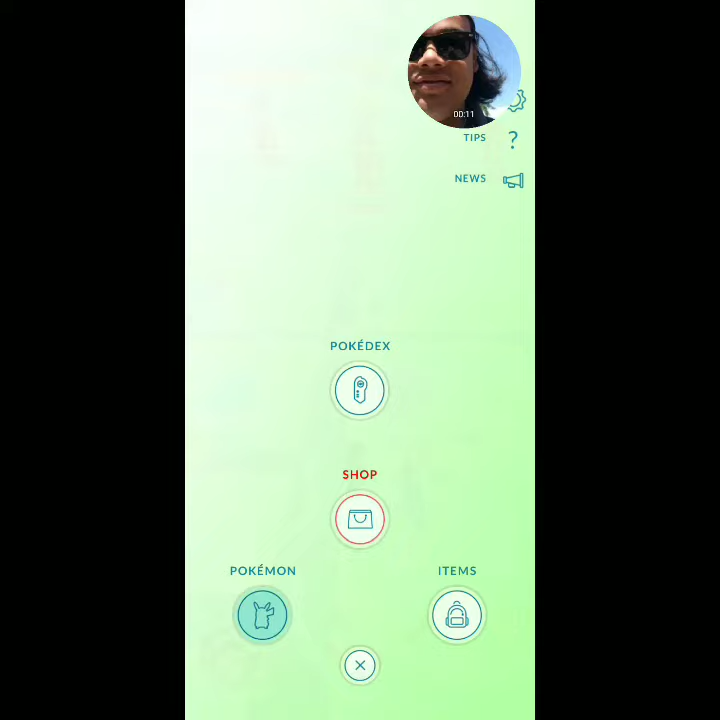 00:11
TIPS
?
NEWS
POKÉDEX
SHOP
POKÉMON
ITEMS